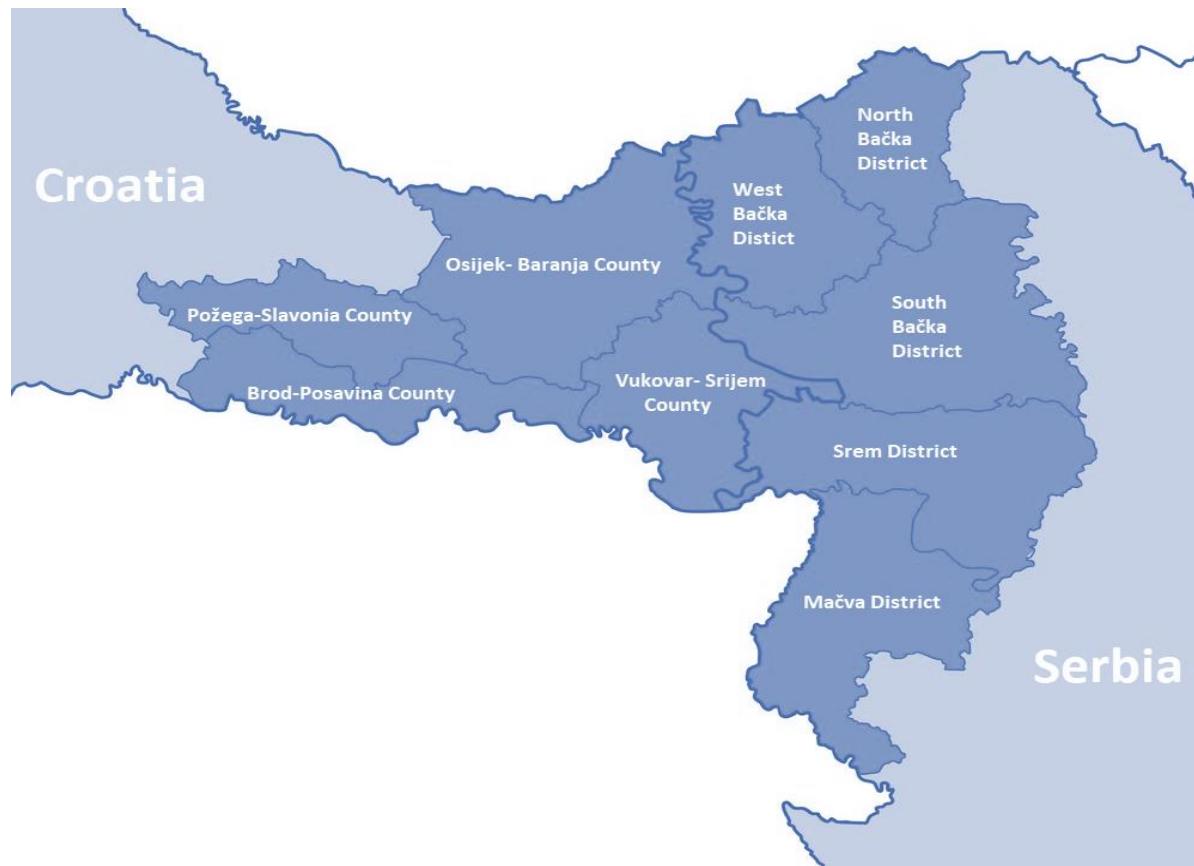 North
Bačka
District
Croatia
West
Bačka
Distict
Osijek- Baranja County
South
Bačka
District
Požega-Slavonia County
Vukovar- Srijem
County
Brod-Posavina County
Srem District
Mačva District
Serbia